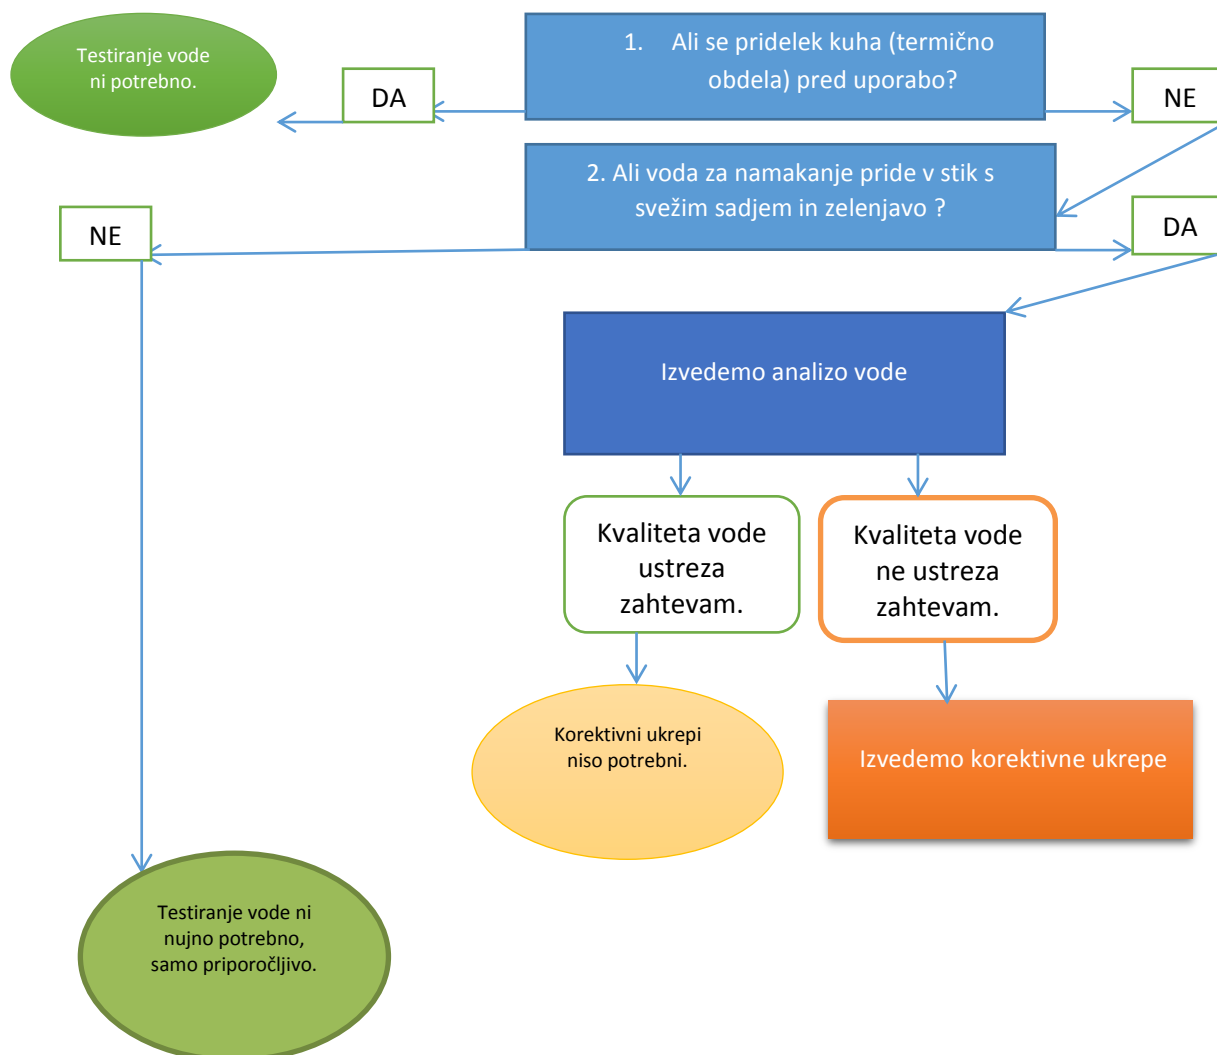 Testiranje vode
ni potrebno.
1. Ali se pridelek kuha (termično
obdela) pred uporabo?
DA
NE
2. Ali voda za namakanje pride v stik s
svežim sadjem in zelenjavo ?
NE
DA
Izvedemo analizo vode
Kvaliteta vode
ustreza
zahtevam.
Kvaliteta vode
ne ustreza
zahtevam.
Korektivni ukrepi
niso potrebni.
Izvedemo korektivne ukrepe
Testiranje vode ni
nujno potrebno,
samo priporočljivo.